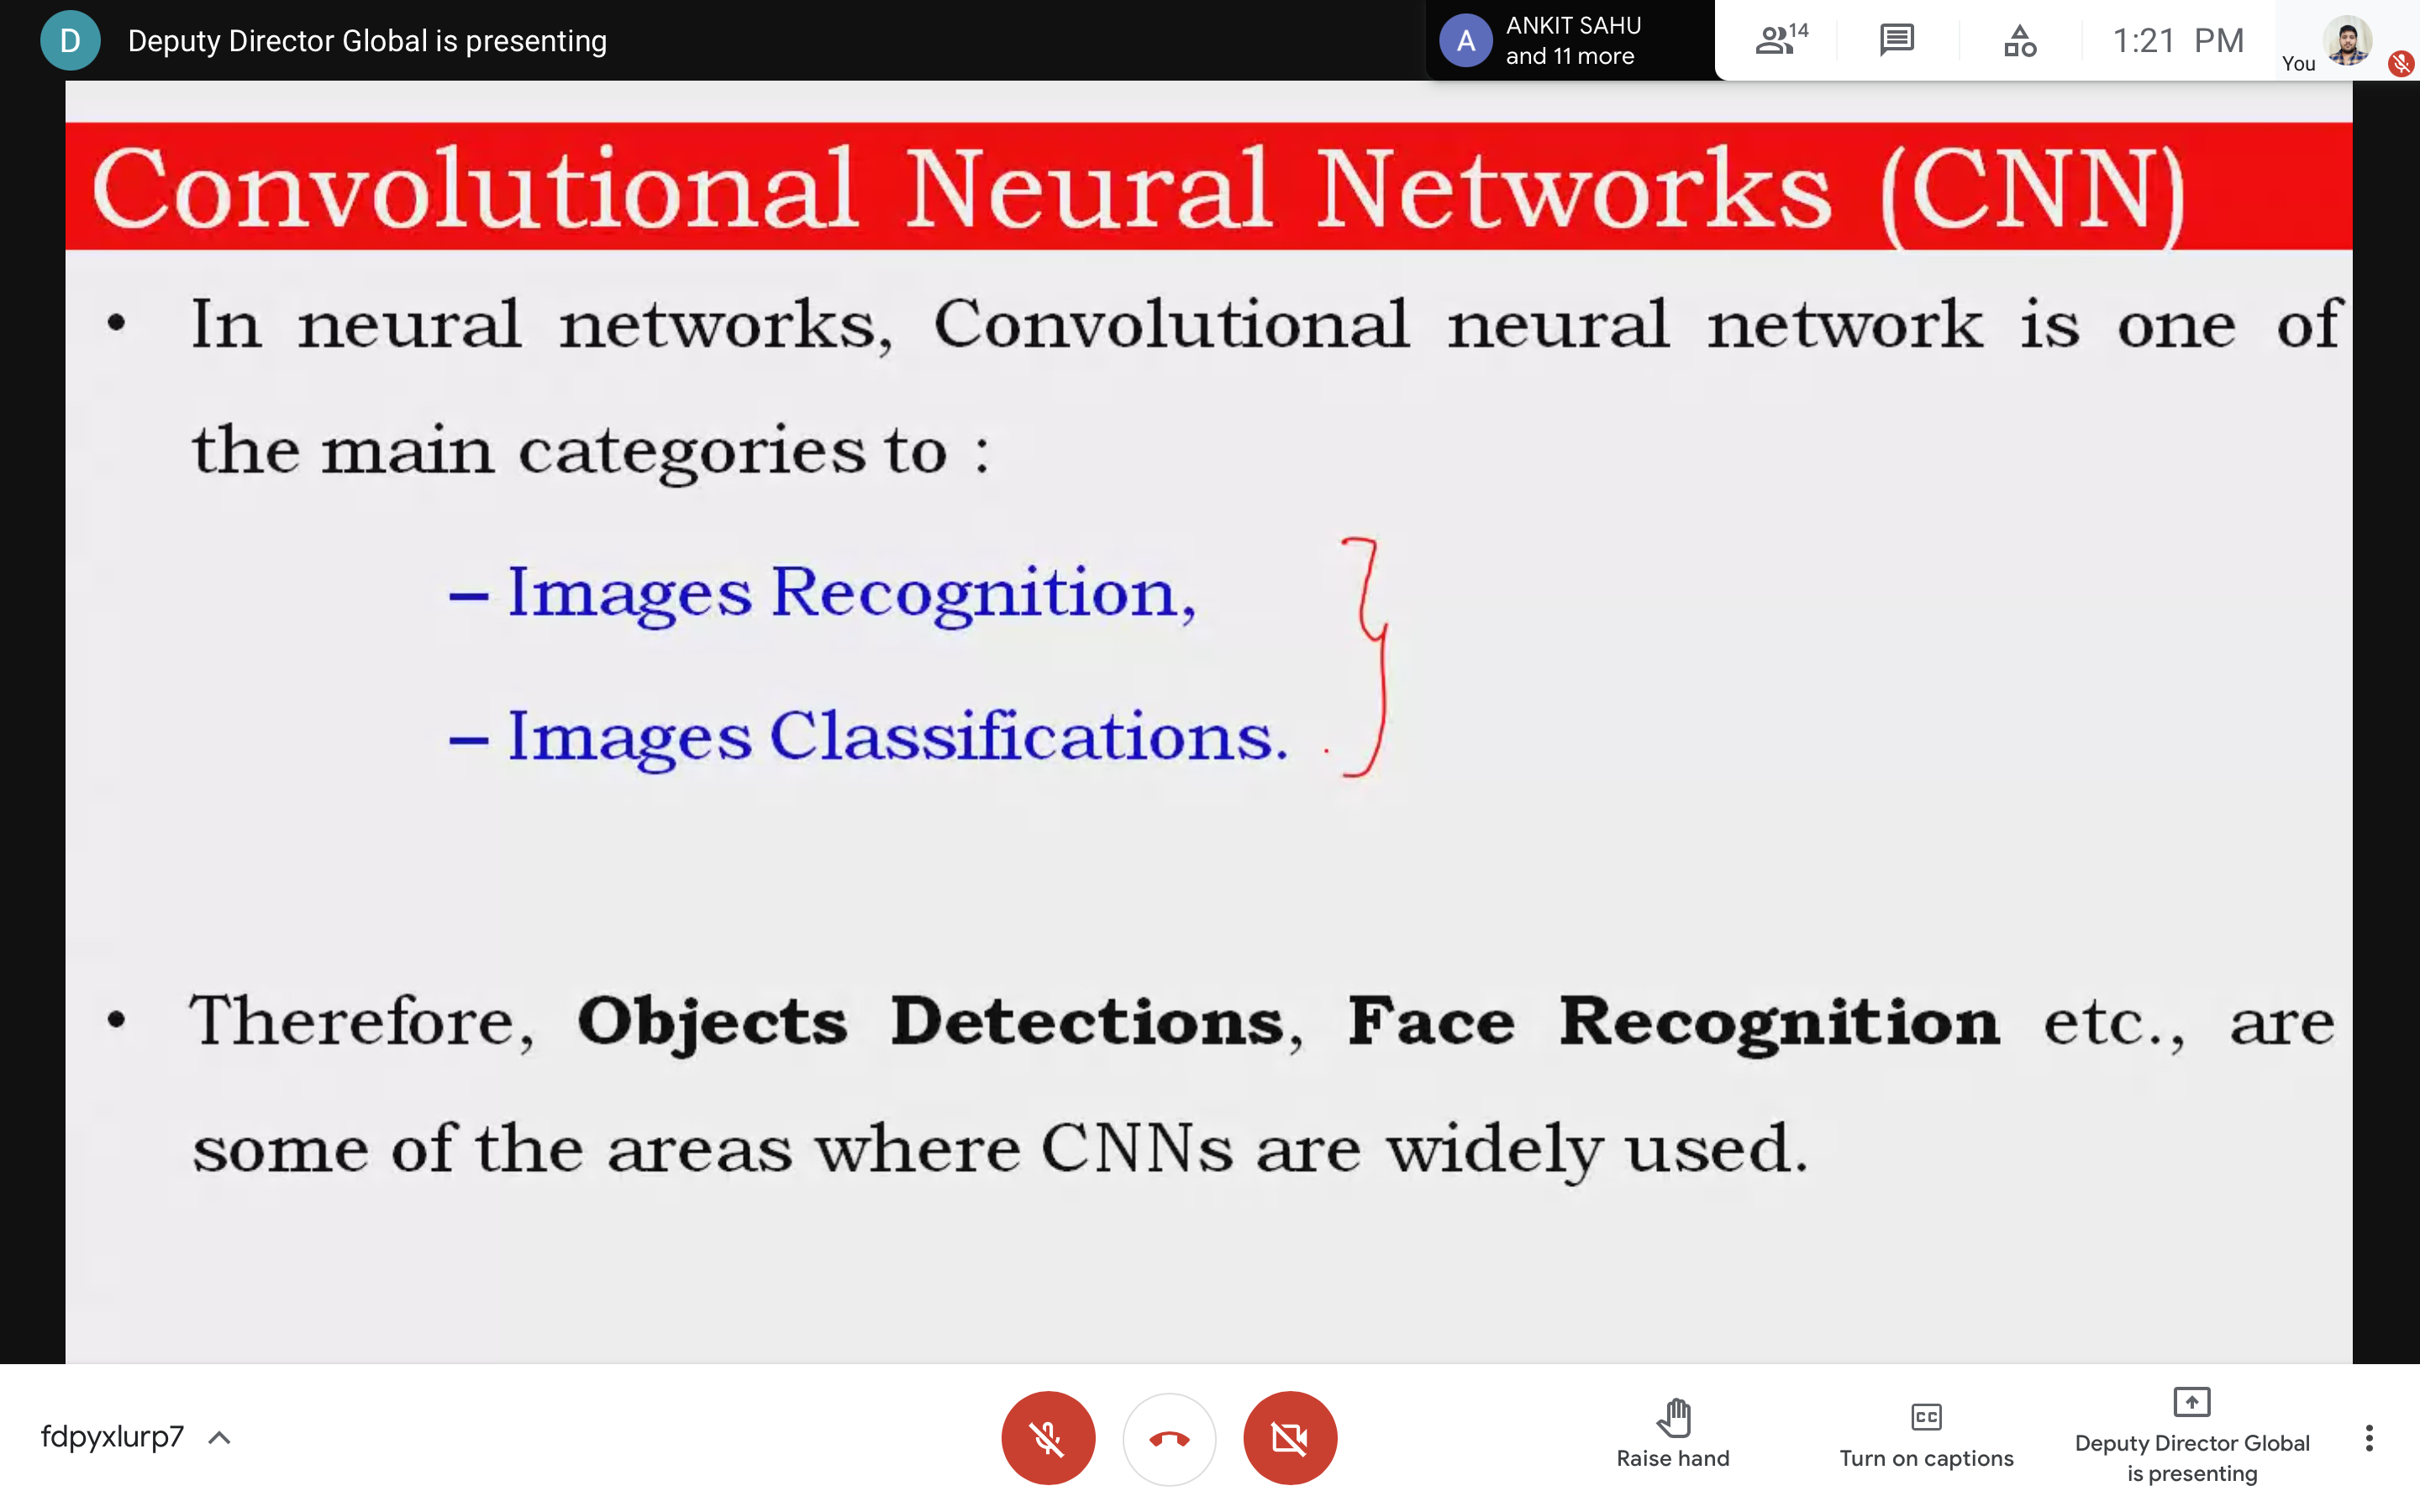 D Deputy Director Global is presenting
A ANKIT SAHU
and 11 more
14
1:21 PM
You
Convolutional Neural Networks (CNN)
• In neural networks, Convolutional neural network is one of
the main categories to :
– Images Recognition,
– Images Classifications.
• Therefore, Objects Detections, Face Recognition etc., are
some of the areas where CNNs are widely used.
fdpyxlurp7
Raise hand
CC
Turn on captions
Deputy Director Global
is presenting